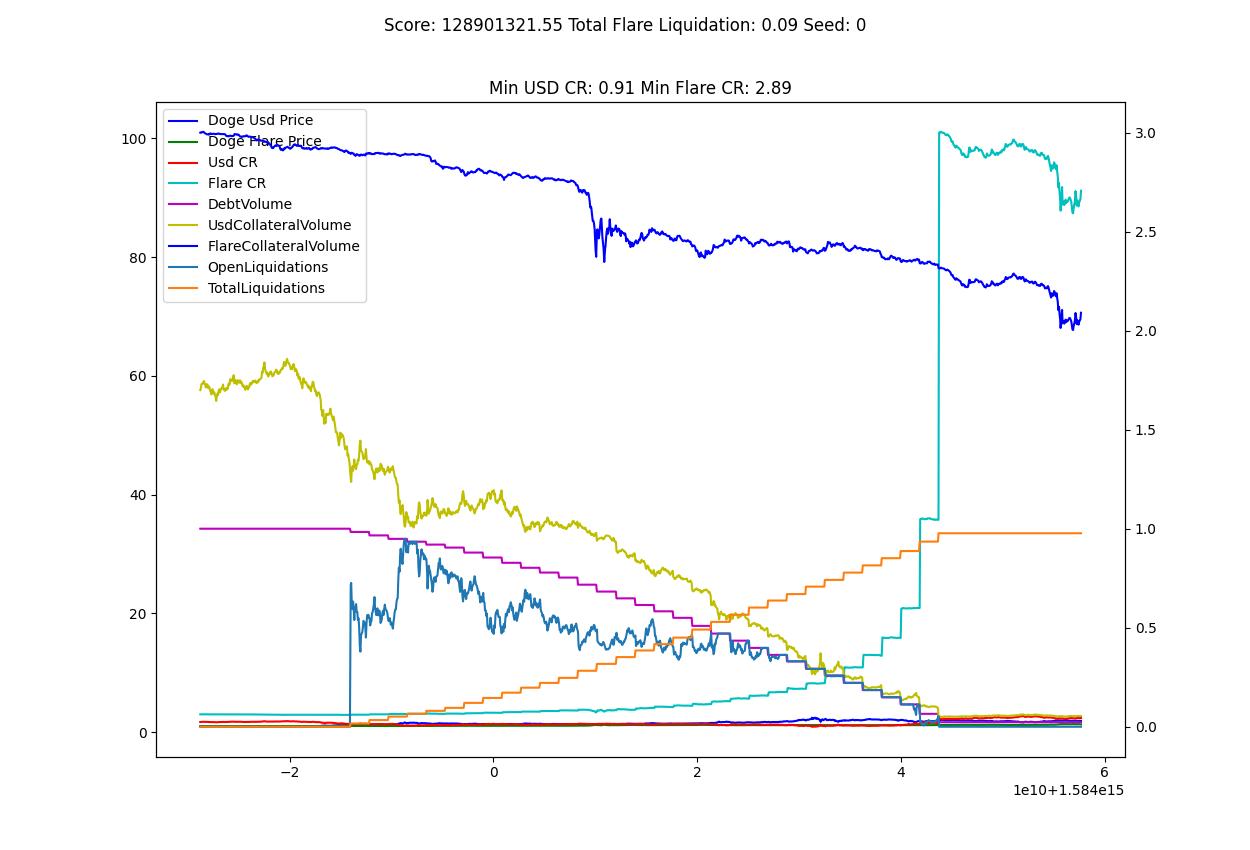 Score: 128901321.55 Total Flare Liquidation: 0.09 Seed: 0
Min USD CR: 0.91 Min Flare CR: 2.89
Doge Usd Price
Doge Flare Price
Usd CR
Flare CR
DebtVolume
UsdCollateralVolume
FlareCollateralVolume
OpenLiquidations
TotalLiquidations
100
80
60
40
20
0
3.0
2.5
2.0
1.5
1.0
0.5
0.0
−2
0
2
4
6
1e10+1.584e15